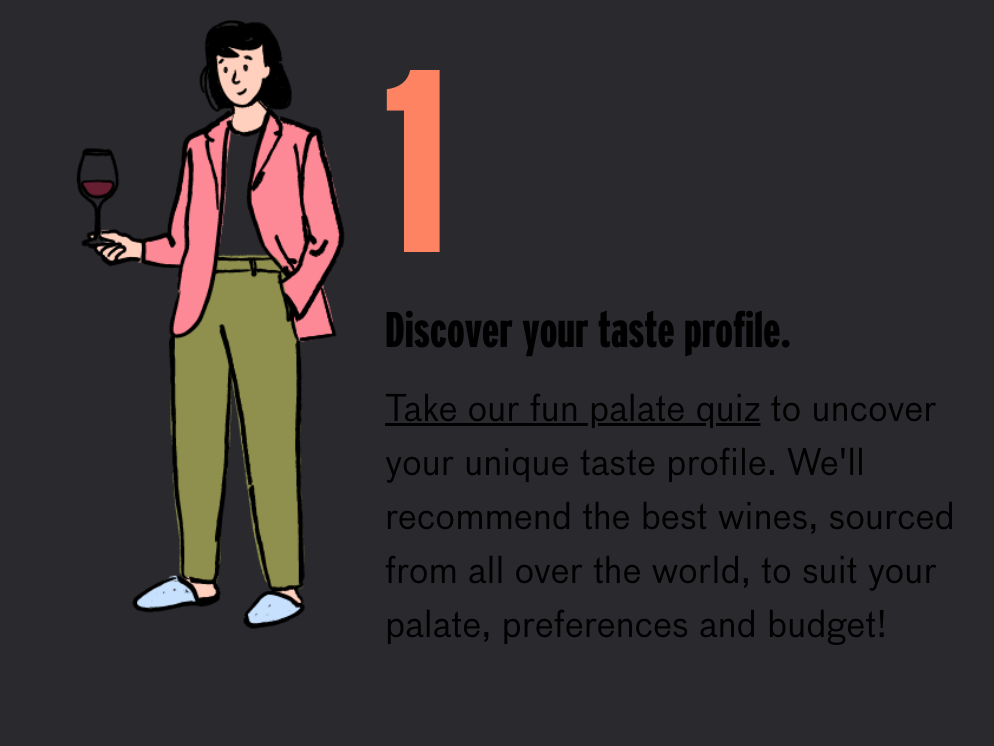 1
Discover your taste profile.
Take our fun palate quiz to uncover
your unique taste profile. We'll
recommend the best wines, sourced
from all over the world, to suit your
palate, preferences and budget!